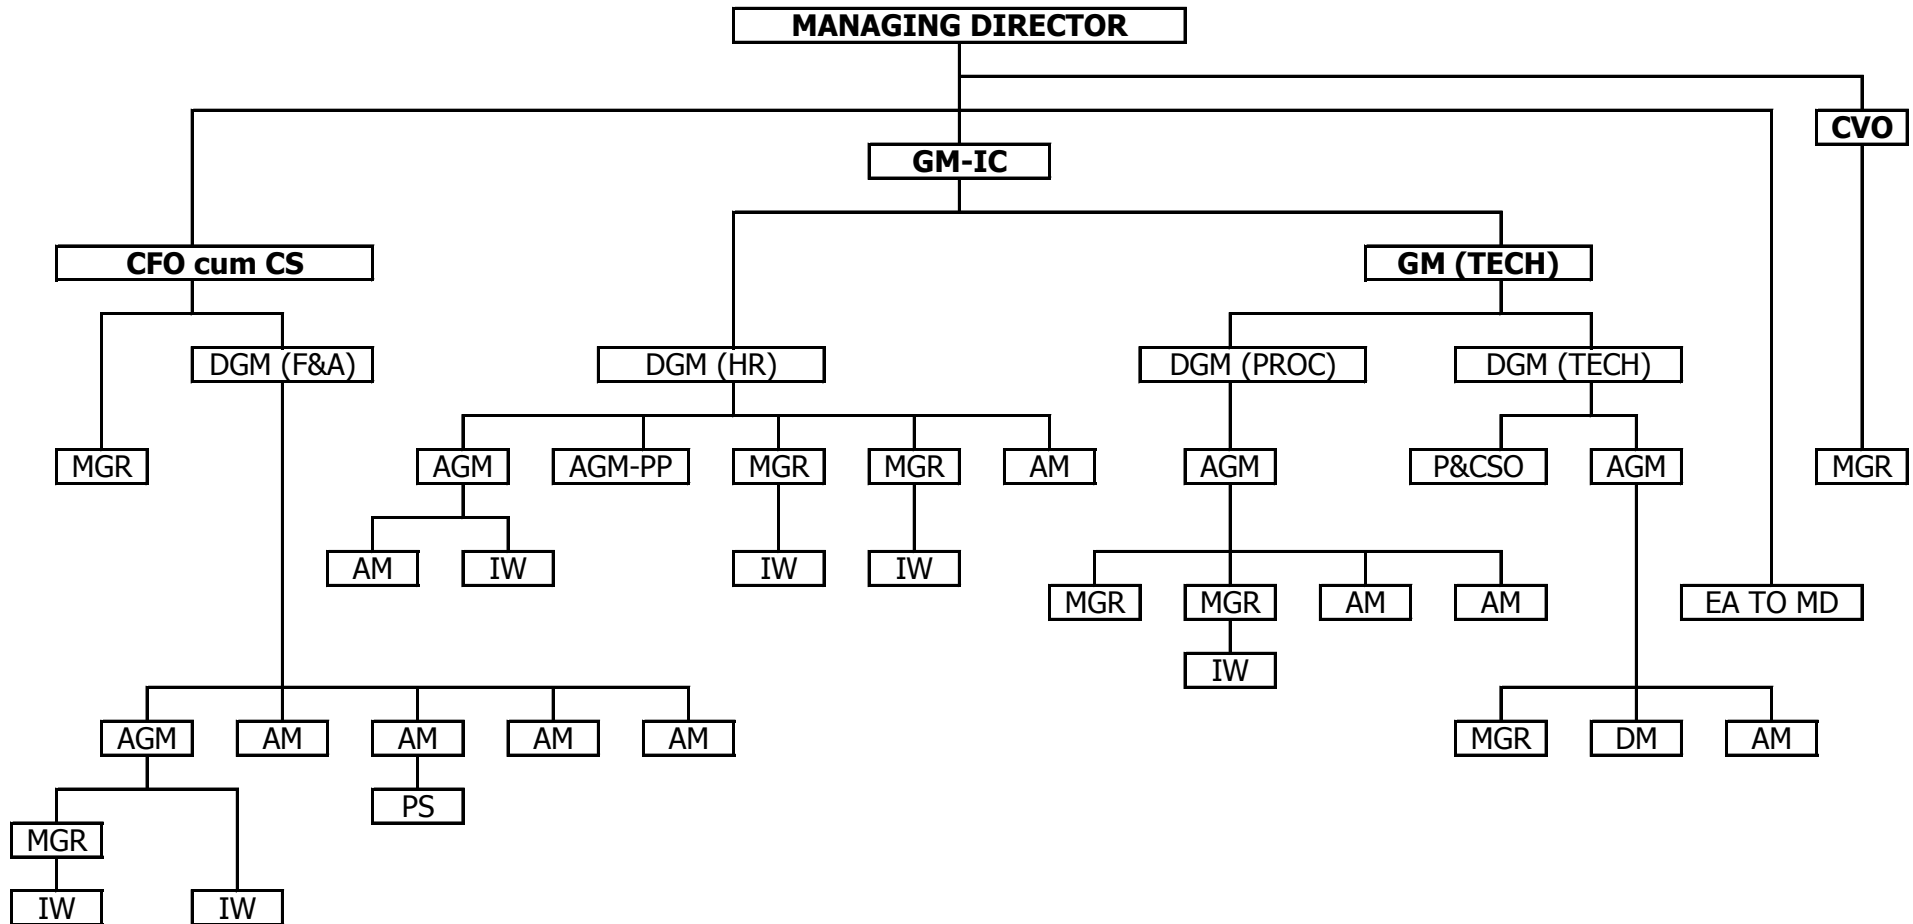 MANAGING DIRECTOR
CVO
GM-IC
CFO cum CS
GM (TECH)
DGM (F&A)
DGM (HR)
DGM (PROC)
DGM (TECH)
MGR
AGM
AGM-PP
MGR
MGR
AM
AGM
P&CSO
AGM
MGR
AM
IW
IW
IW
MGR
MGR
AM
AM
EA TO MD
IW
AGM
AM
AM
AM
AM
MGR
DM
AM
PS
MGR
IW
IW